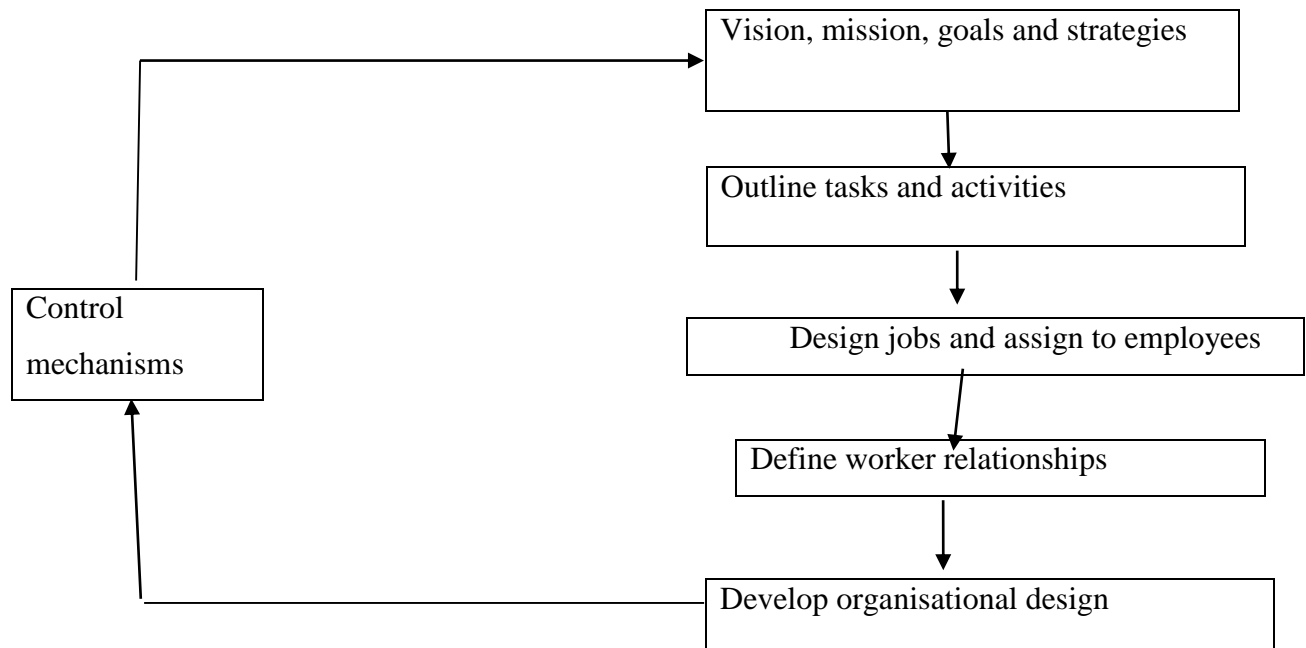 Vision, mission, goals and strategies
Outline tasks and activities
Control
mechanisms
Design jobs and assign to employees
Define worker relationships
Develop organisational design